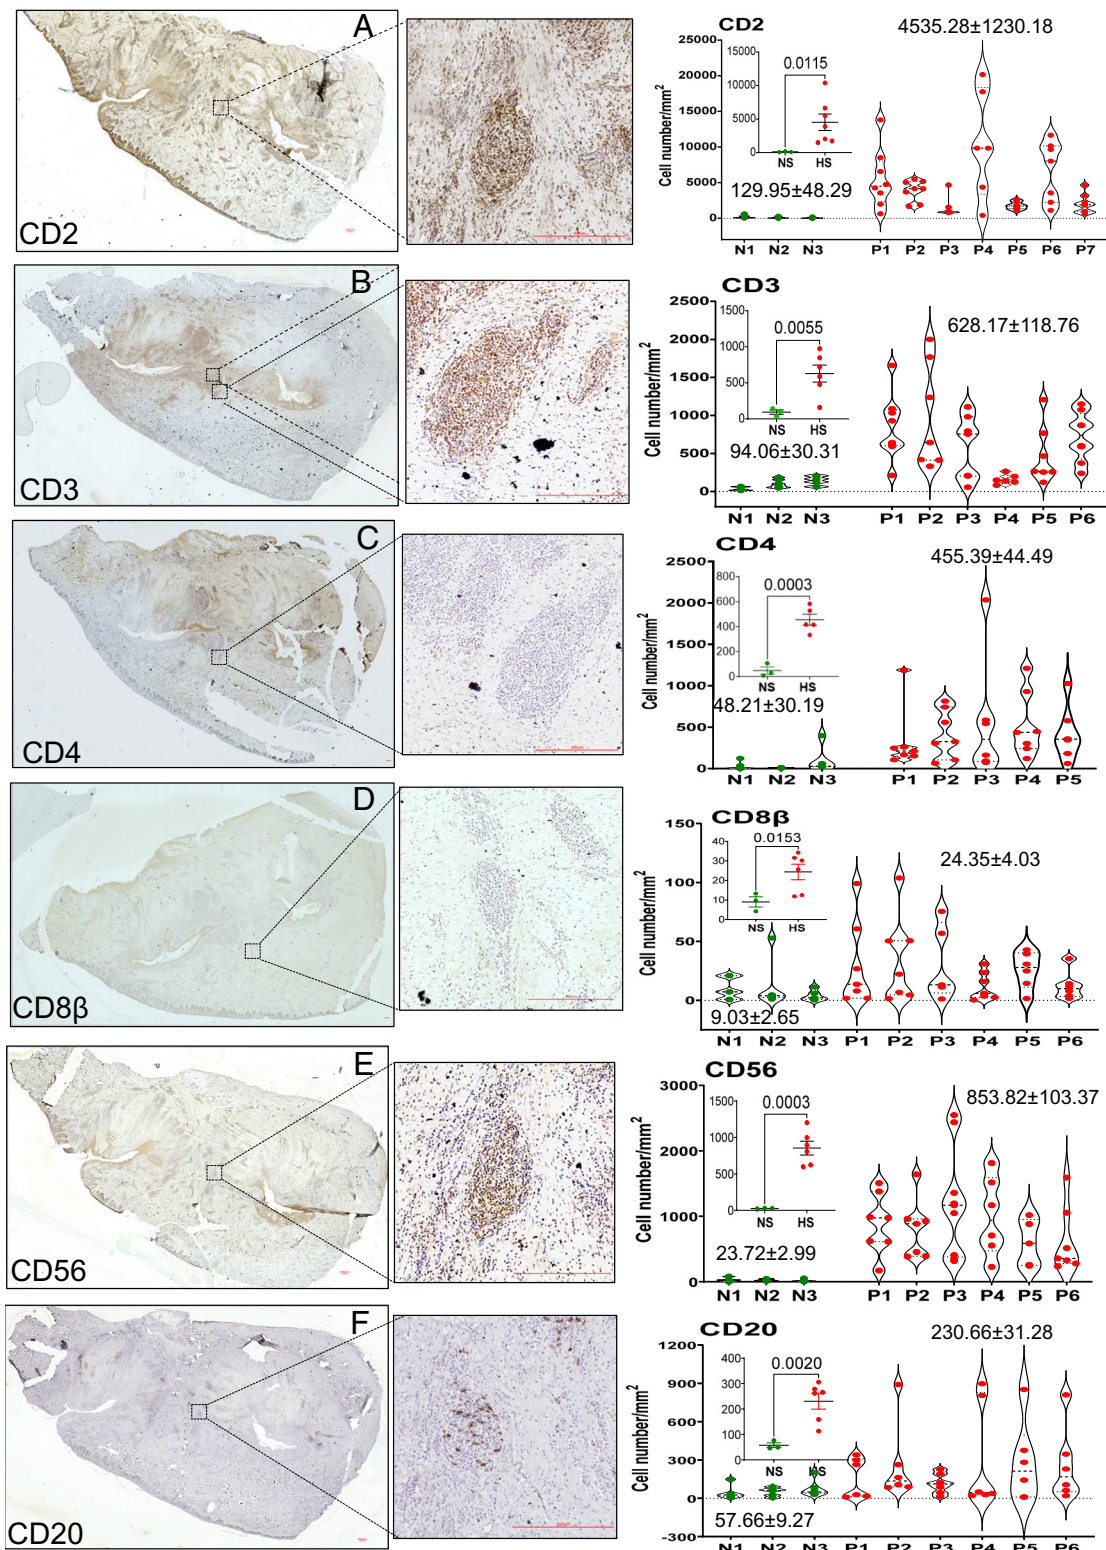 A
CD2
CD2
4535.28±1230.18
25000
20000
15000
10000
5000
0
Cell number/mm²
15000
10000
5000
0
0.0115
NS HS
129.95±48.29
N1 N2 N3 P1 P2 P3 P4 P5 P6 P7
B
CD3
CD3
628.17±118.76
2500
2000
1500
1000
500
0
Cell number/mm²
1500
1000
500
0
0.0055
NS HS
94.06±30.31
N1 N2 N3 P1 P2 P3 P4 P5 P6
C
CD4
CD4
455.39±44.49
2500
2000
1500
1000
500
0
Cell number/mm²
800
600
400
200
0
0.0003
NS HS
48.21±30.19
N1 N2 N3 P1 P2 P3 P4 P5
D
CD8β
CD8β
24.35±4.03
150
100
50
0
Cell number/mm²
40
30
20
10
0
0.0153
NS HS
9.03±2.65
N1 N2 N3 P1 P2 P3 P4 P5 P6
E
CD56
CD56
853.82±103.37
3000
2000
1000
0
Cell number/mm²
1500
1000
500
0
0.0003
NS HS
23.72±2.99
N1 N2 N3 P1 P2 P3 P4 P5 P6
F
CD20
CD20
230.66±31.28
1200
900
600
300
0
-300
Cell number/mm²
400
300
200
100
0
0.0020
NS HS
57.66±9.27
N1 N2 N3 P1 P2 P3 P4 P5 P6